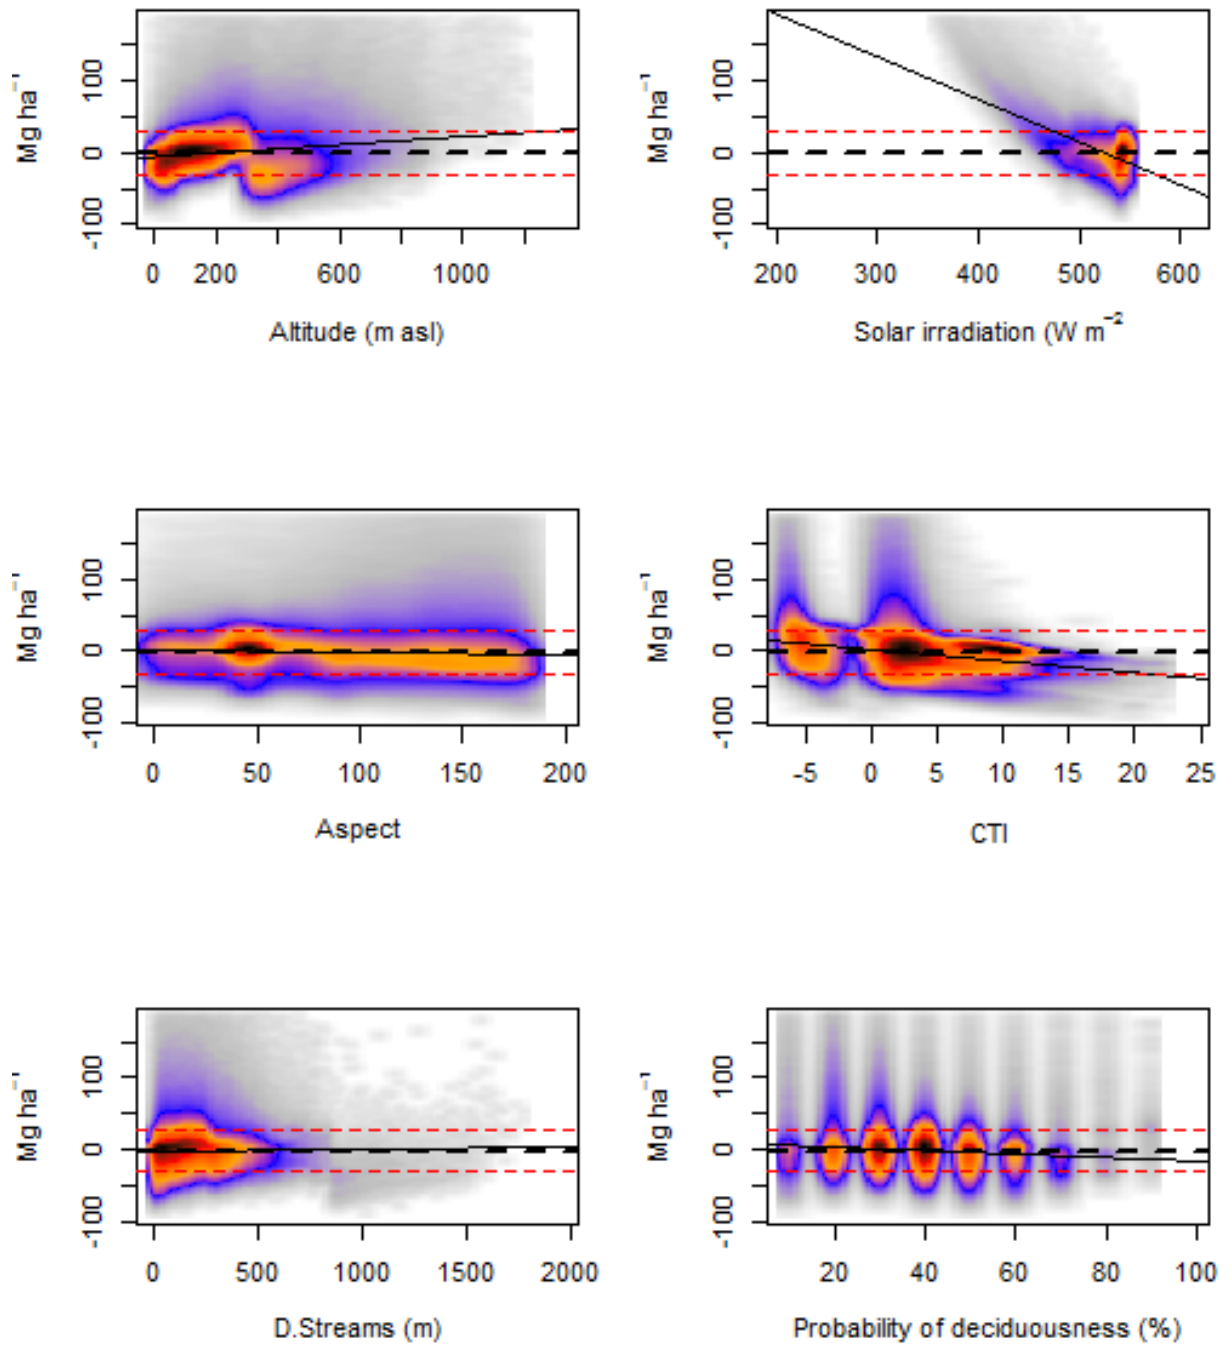 Mg ha⁻¹
100
0
-100
0 200 600 1000
Altitude (m asl)
Mg ha⁻¹
100
0
-100
200 300 400 500 600
Solar irradiation (W m⁻²
Mg ha⁻¹
100
0
-100
0 50 100 150 200
Aspect
Mg ha⁻¹
100
0
-100
-5 0 5 10 15 20 25
CTI
Mg ha⁻¹
100
0
-100
0 500 1000 1500 2000
D.Streams (m)
Mg ha⁻¹
100
0
-100
20 40 60 80 100
Probability of deciduousness (%)